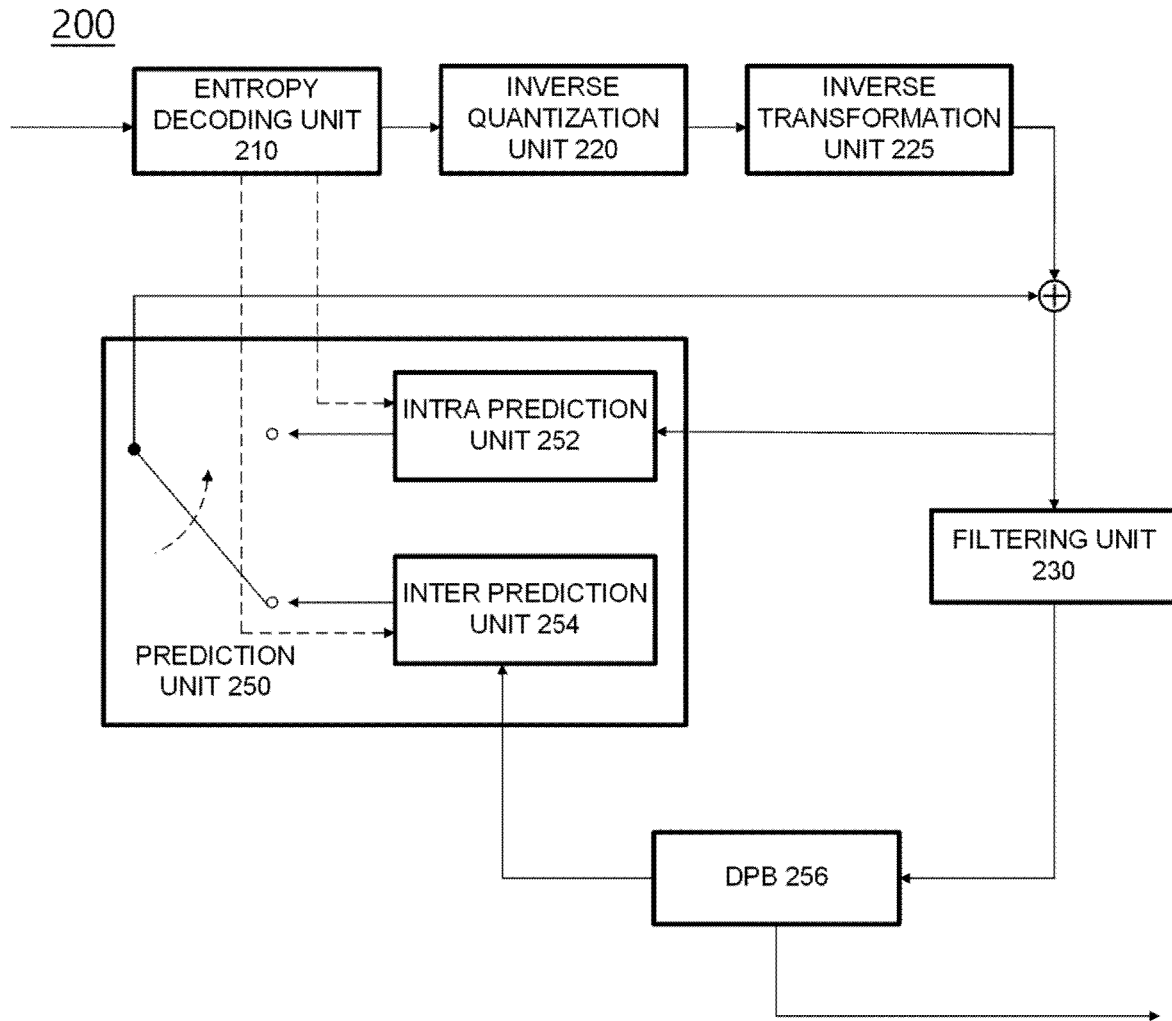 200
ENTROPY
DECODING UNIT
210
INVERSE
QUANTIZATION
UNIT 220
INVERSE
TRANSFORMATION
UNIT 225
INTRA PREDICTION
UNIT 252
FILTERING UNIT
230
INTER PREDICTION
UNIT 254
PREDICTION
UNIT 250
DPB 256